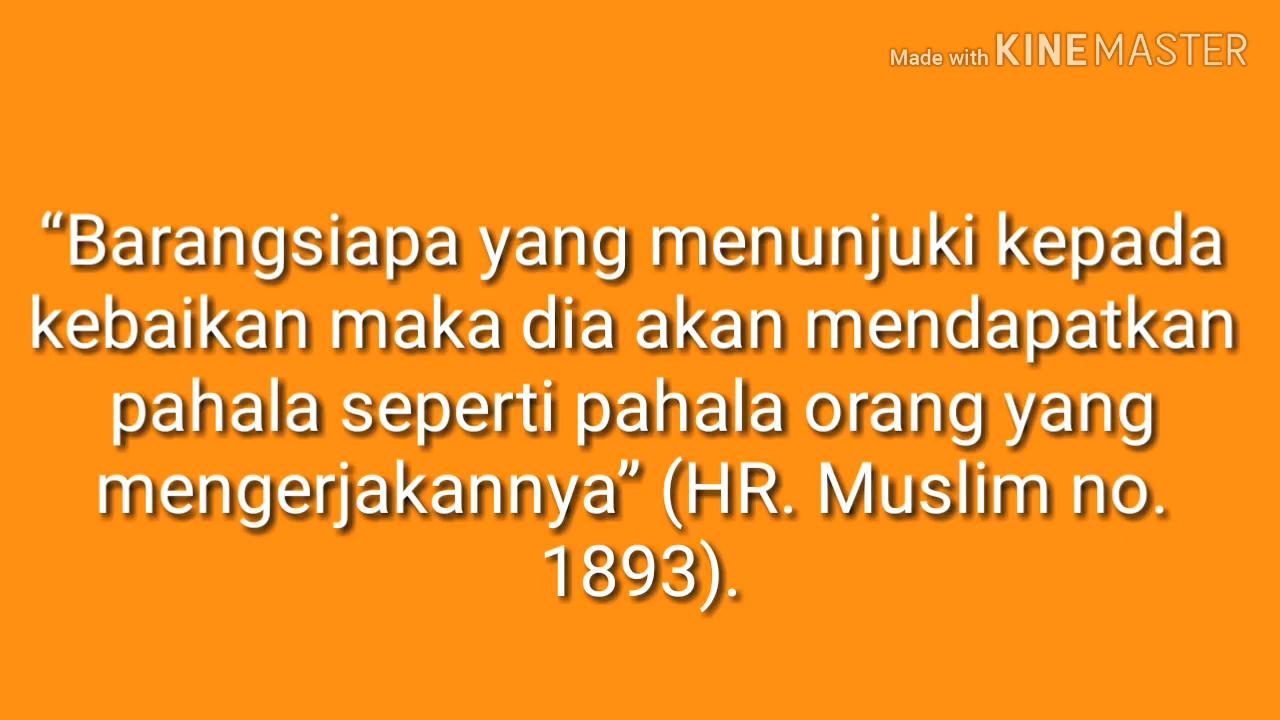 Made with KINEMASTER
“Barangsiapa yang menunjuki kepada
kebaikan maka dia akan mendapatkan
pahala seperti pahala orang yang
mengerjakannya” (HR. Muslim no.
1893).